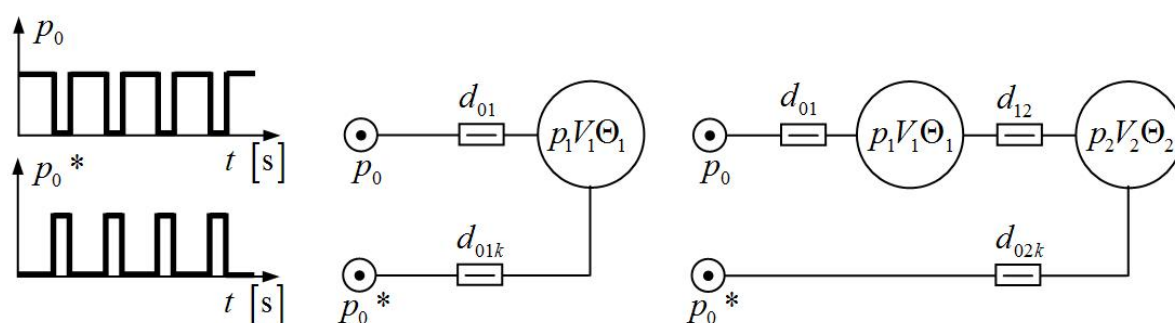 p₀
t [s]
p₀ *
t [s]
d₀₁
p₁V₁Θ₁
p₀
d₀₁ₖ
p₀ *
d₀₁
p₁V₁Θ₁
d₁₂
p₂V₂Θ₂
p₀
d₀₂ₖ
p₀ *